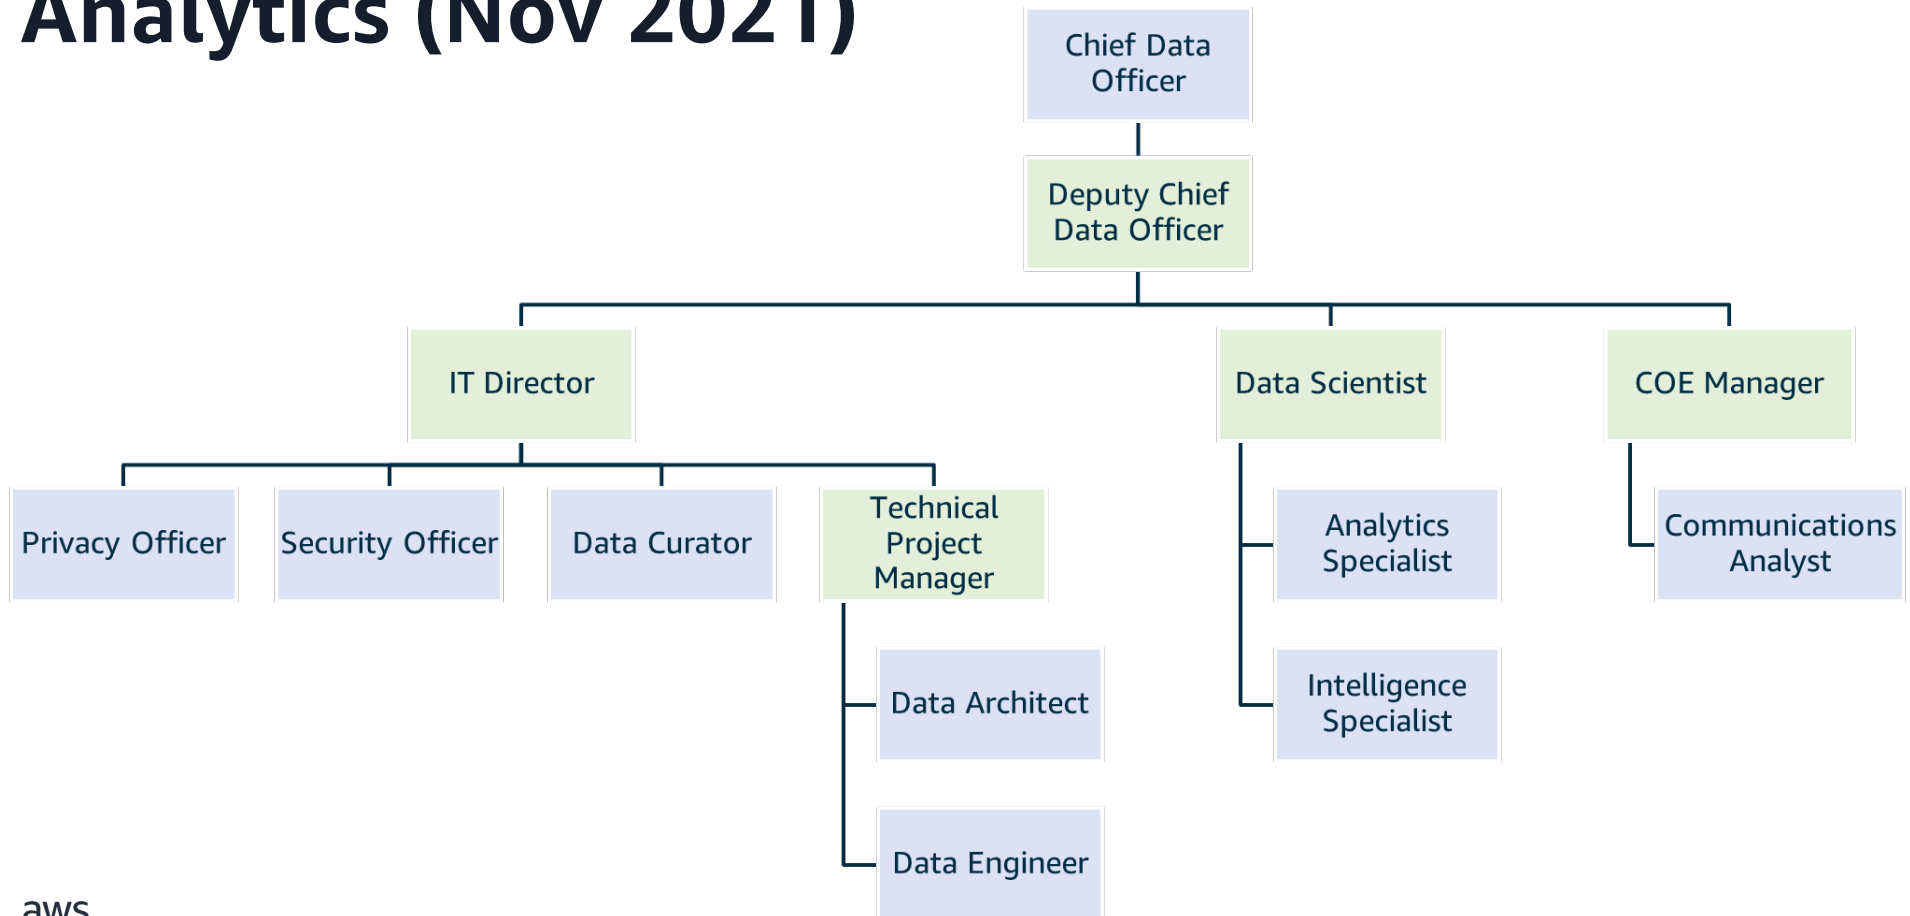 Analytics (Nov 2021)
Chief Data
Officer
Deputy Chief
Data Officer
IT Director
Data Scientist
COE Manager
Privacy Officer
Security Officer
Data Curator
Technical
Project
Manager
Analytics
Specialist
Communications
Analyst
Data Architect
Intelligence
Specialist
Data Engineer
aws